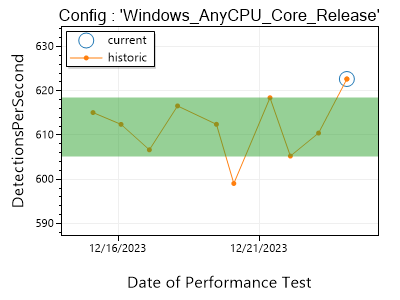 Config : 'Windows_AnyCPU_Core_Release'
current
historic
630
620
610
600
590
DetectionsPerSecond
12/16/2023
12/21/2023
Date of Performance Test